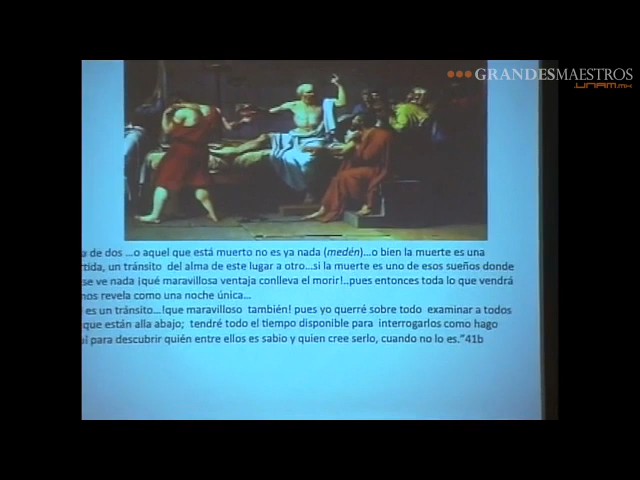 GRANDESMAESTROS
.UNAM.MX
a de dos ...o aquel que está muerto no es ya nada (medén)...o bien la muerte es una
rtida, un tránsito del alma de este lugar a otro...si la muerte es uno de esos sueños donde
se ve nada ¡qué maravillosa ventaja conlleva el morir!..pues entonces toda lo que vendrá
nos revela como una noche única...
es un tránsito...!que maravilloso también! pues yo querré sobre todo examinar a todos
que están alla abajo; tendré todo el tiempo disponible para interrogarlos como hago
para descubrir quién entre ellos es sabio y quien cree serlo, cuando no lo es."41b